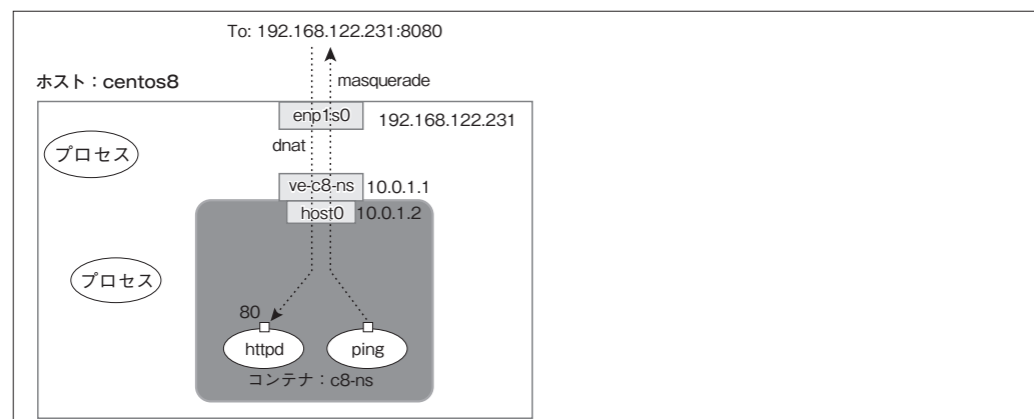 To: 192.168.122.231:8080
masquerade
ホスト：centos8
enp1s0
192.168.122.231
dnat
プロセス
ve-c8-ns
10.0.1.1
host0
10.0.1.2
プロセス
80
httpd
ping
コンテナ：c8-ns